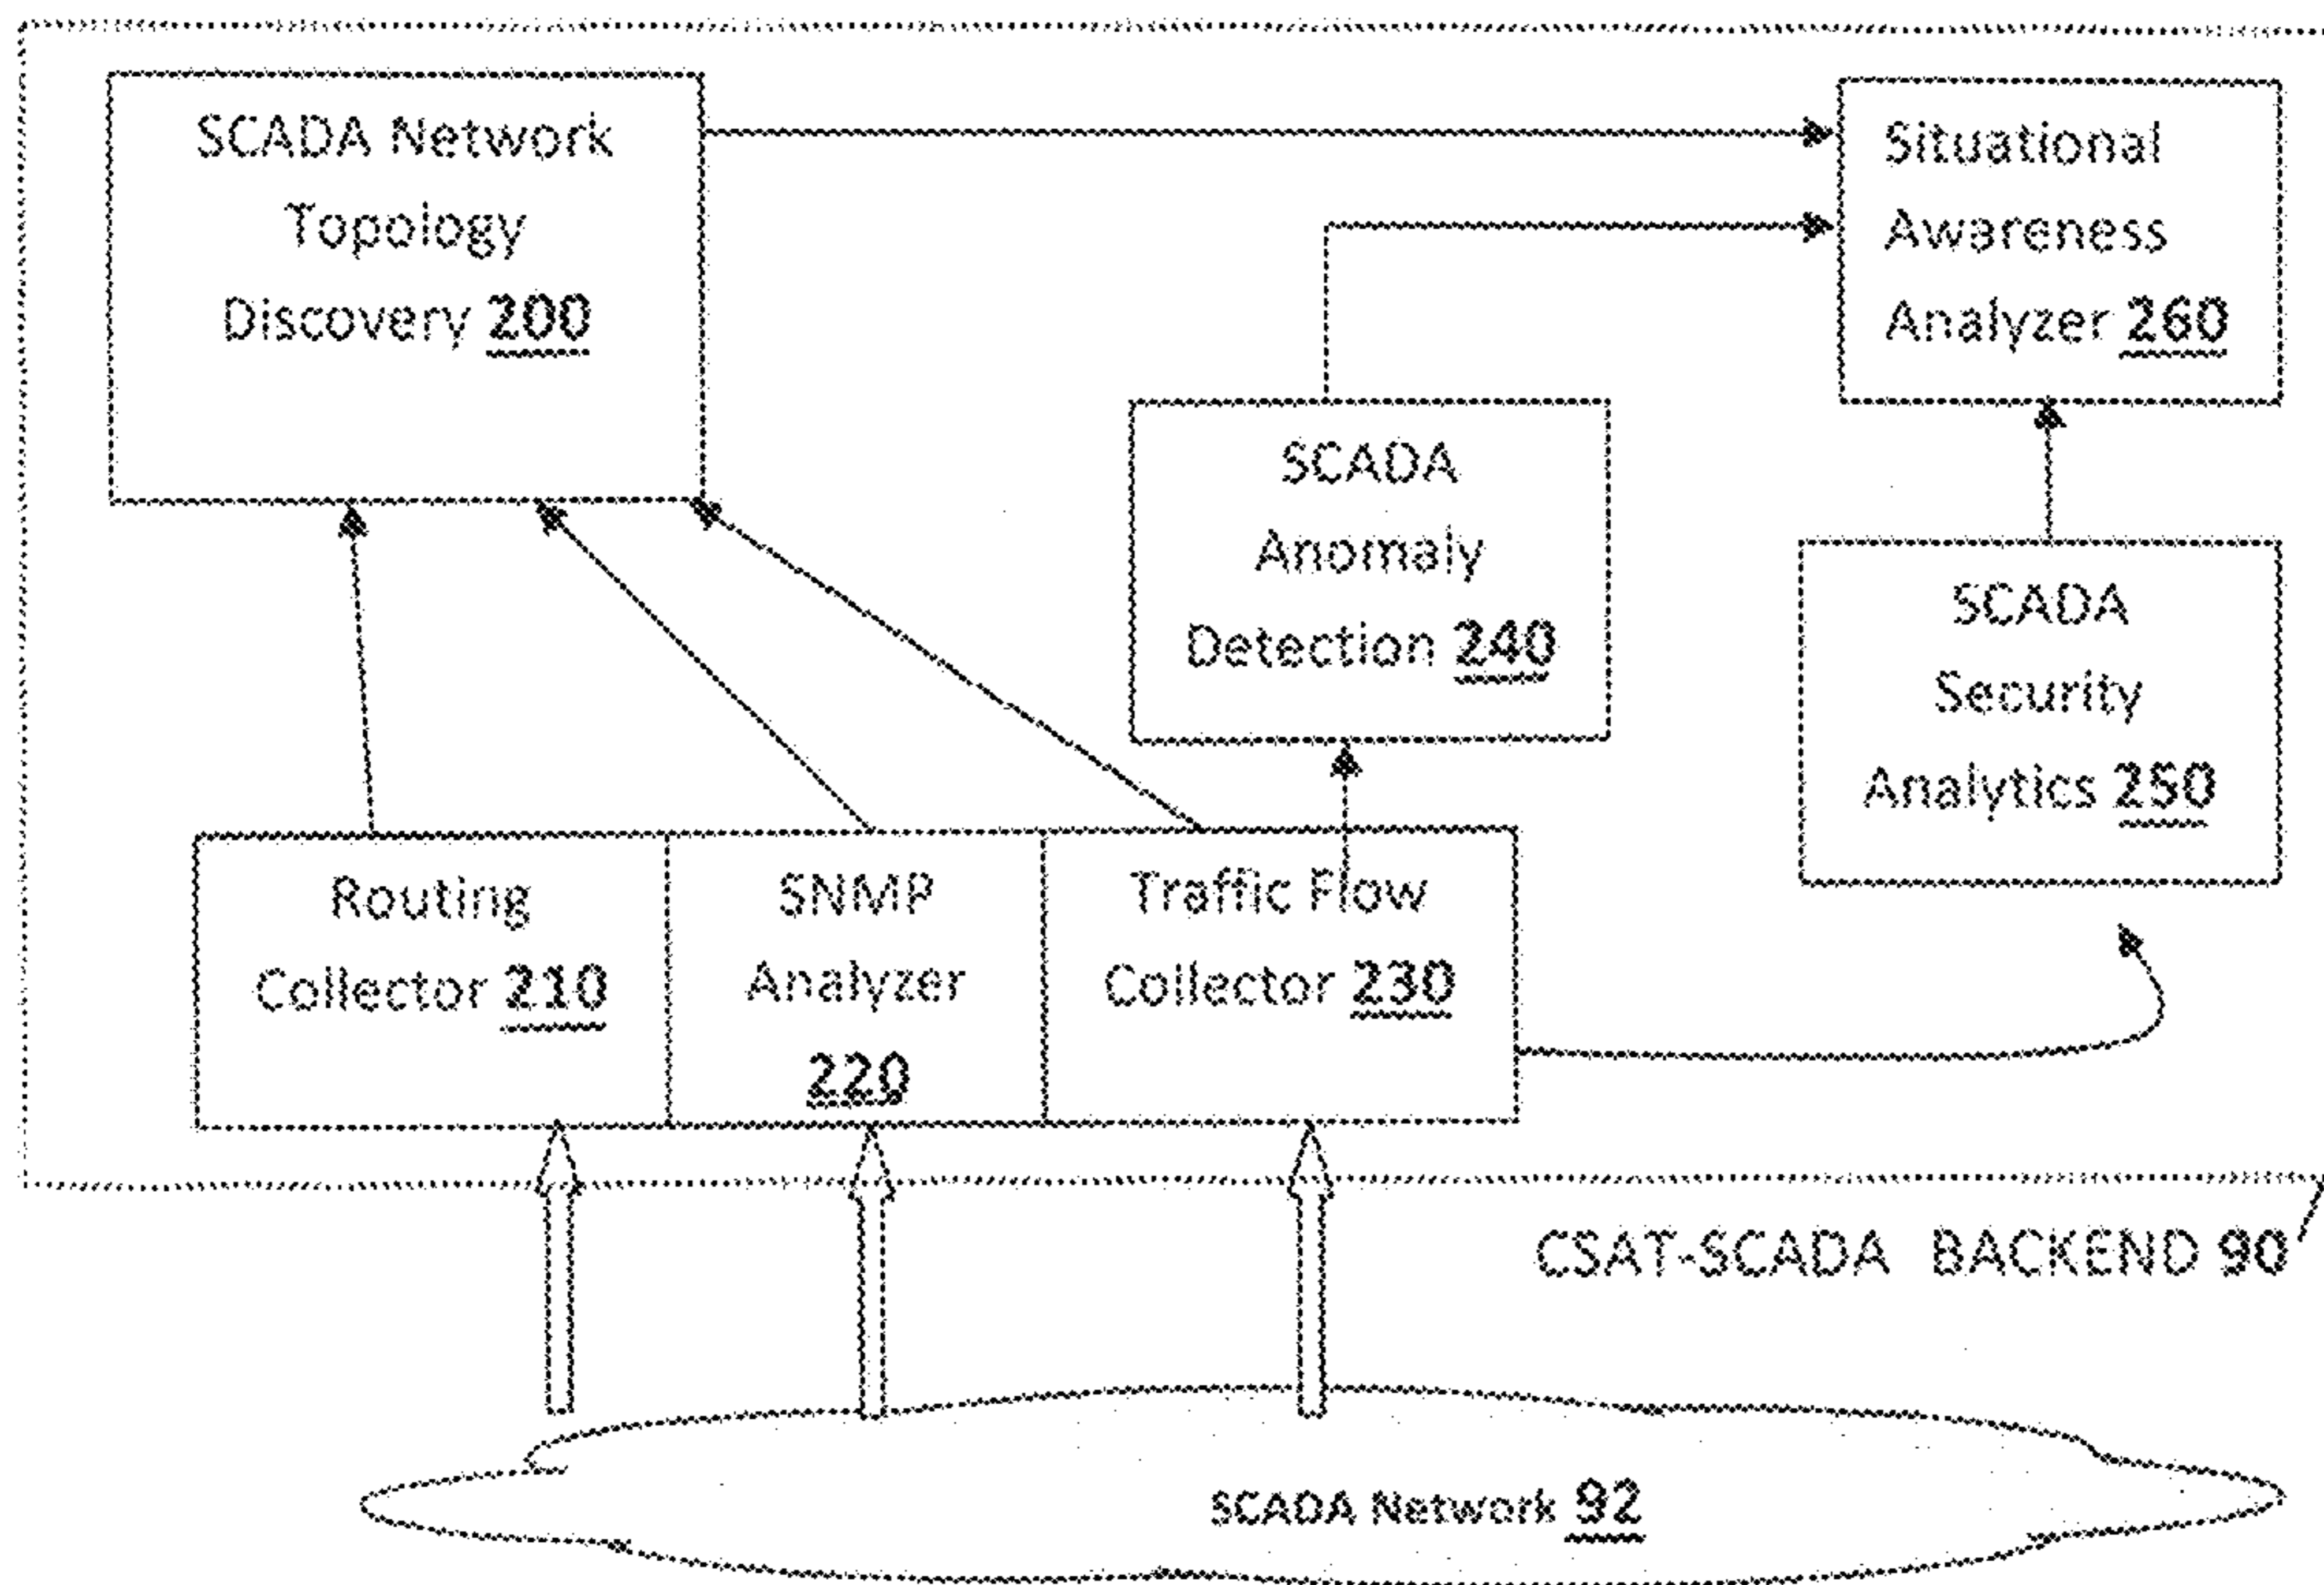 SCADA Network
Topology
Discovery 200
Situational
Awareness
Analyzer 260
SCADA
Anomaly
Detection 240
SCADA
Security
Analytics 250
Routing
Collector 210
SNMP
Analyzer
220
Traffic Flow
Collector 230
CSAT-SCADA BACKEND 90
SCADA Network 92